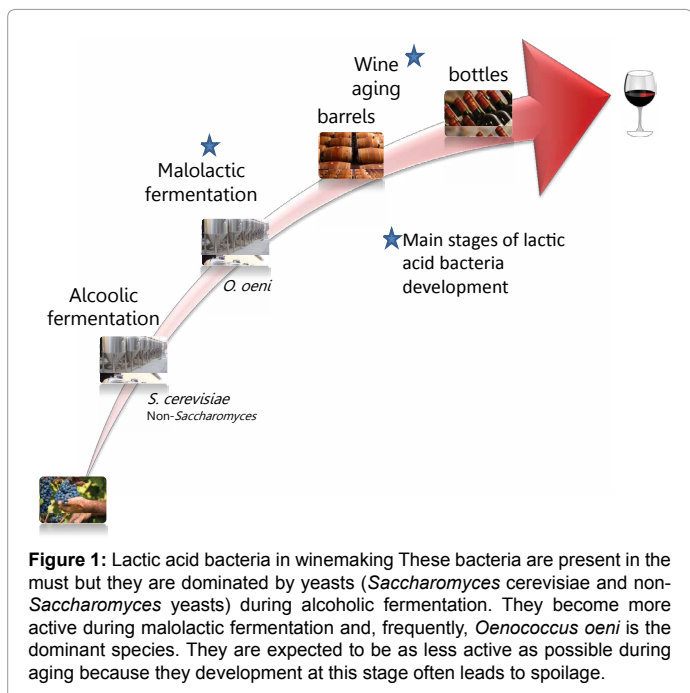 Wine
aging
bottles
barrels
Malolactic
fermentation
Main stages of lactic
acid bacteria
development
O. oeni
Alcoolic
fermentation
S. cerevisiae
Non-Saccharomyces
Figure 1: Lactic acid bacteria in winemaking These bacteria are present in the
must but they are dominated by yeasts (Saccharomyces cerevisiae and non-
Saccharomyces yeasts) during alcoholic fermentation. They become more
active during malolactic fermentation and, frequently, Oenococcus oeni is the
dominant species. They are expected to be as less active as possible during
aging because they development at this stage often leads to spoilage.